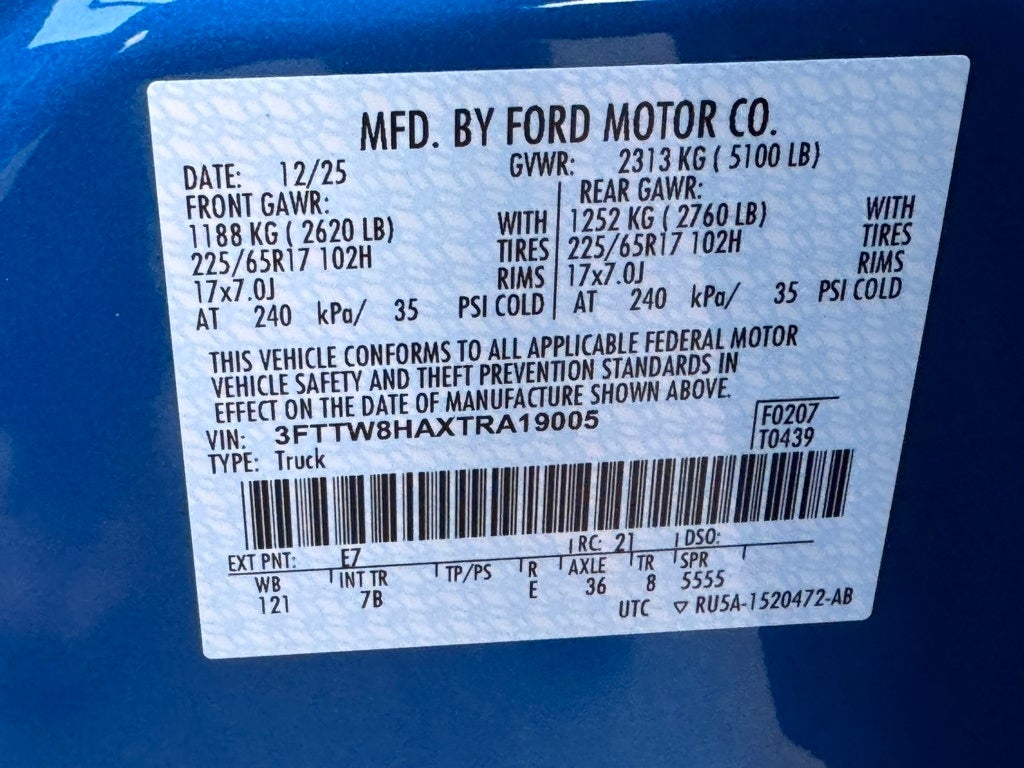 MFD. BY FORD MOTOR CO.
DATE: 12/25 GVWR: 2313 KG ( 5100 LB)
FRONT GAWR: REAR GAWR:
1188 KG ( 2620 LB) WITH 1252 KG ( 2760 LB) WITH
225/65R17 102H TIRES 225/65R17 102H TIRES
17x7.0J RIMS 17x7.0J RIMS
AT 240 kPa/ 35 PSI COLD AT 240 kPa/ 35 PSI COLD
THIS VEHICLE CONFORMS TO ALL APPLICABLE FEDERAL MOTOR
VEHICLE SAFETY AND THEFT PREVENTION STANDARDS IN
EFFECT ON THE DATE OF MANUFACTURE SHOWN ABOVE.
VIN: 3FTTW8HAXTRA19005 F0207
TYPE: Truck T0439
EXT PNT: E7 RC: 21 DSO:
WB INT TR TP/PS R AXLE TR SPR
121 7B E 36 8 5555
UTC ▽ RU5A-1520472-AB